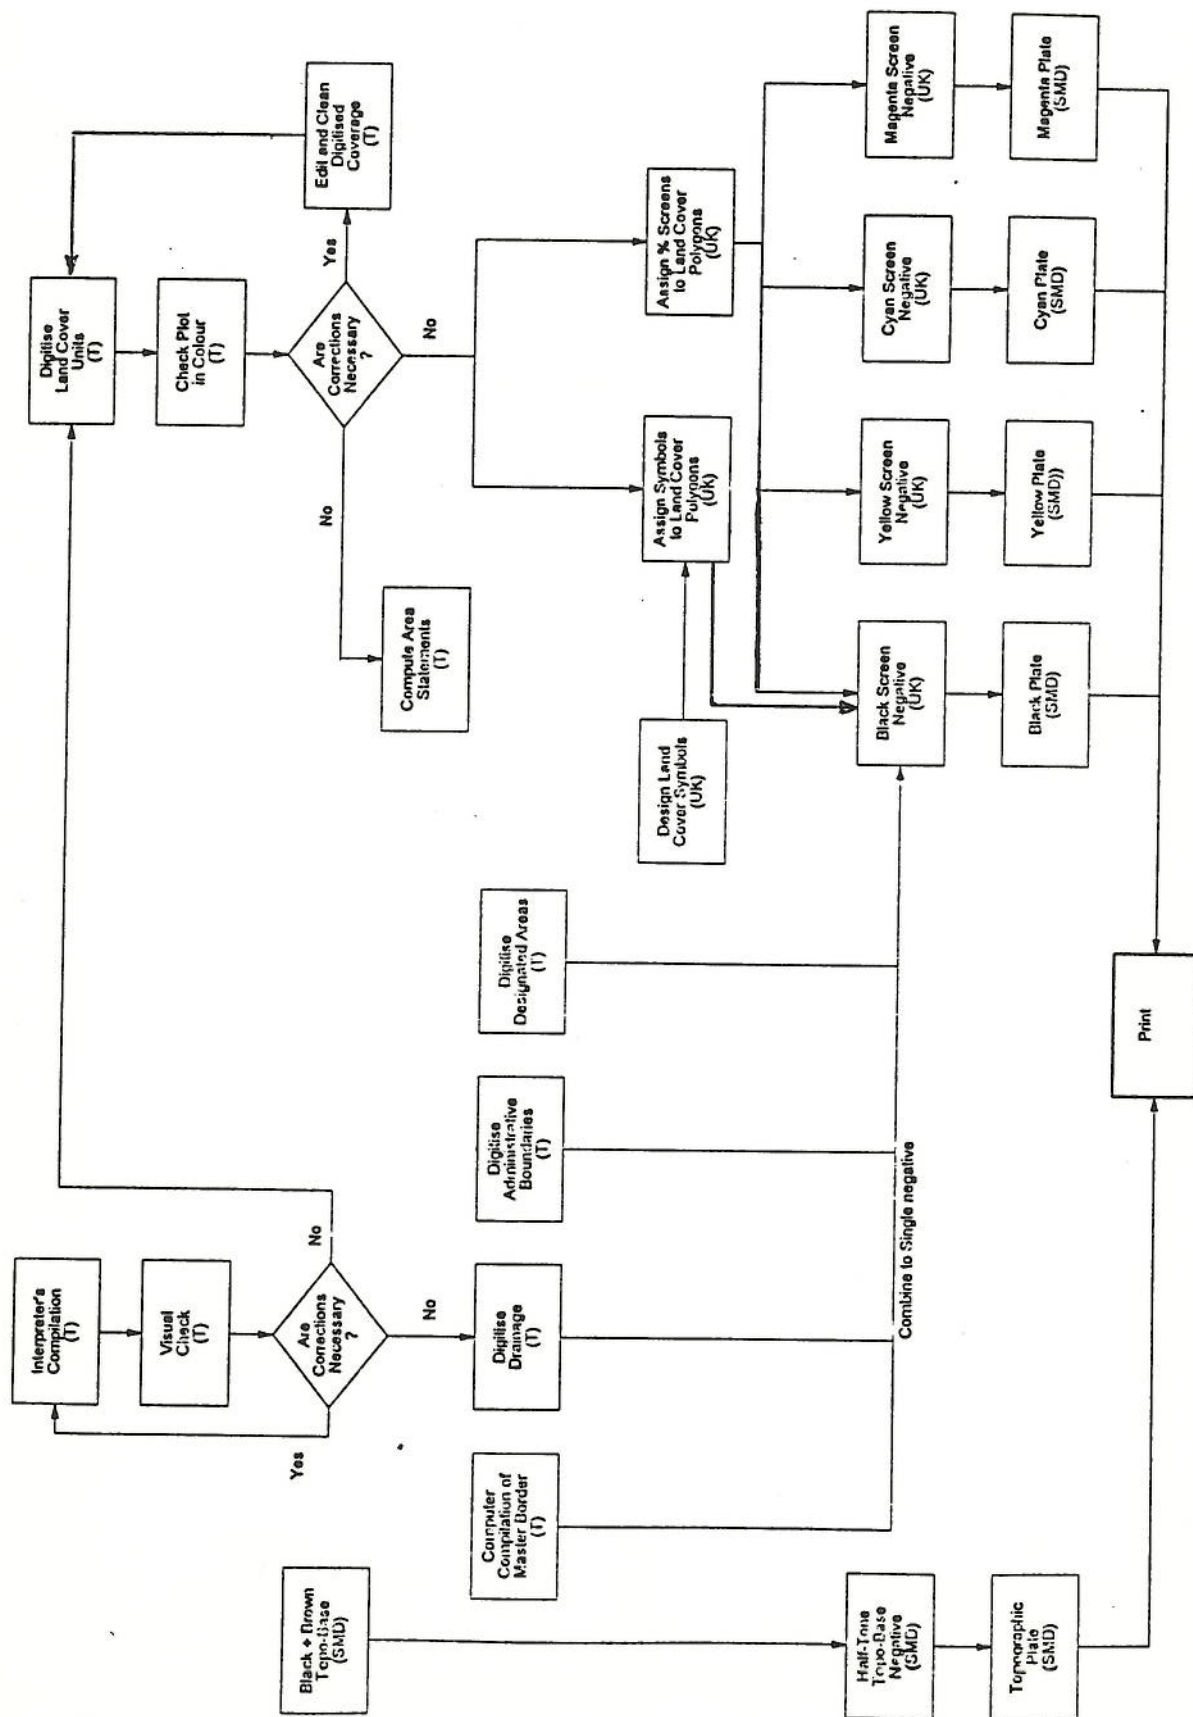 Interpreter's
Compilation
(T)
Visual
Check
(T)
Are
Corrections
Necessary
?
Yes
No
No
Digitise
Land Cover
Units
(T)
Check Plot
in Colour
(T)
Are
Corrections
Necessary
?
Yes
No
No
Edit and Clean
Digitised
Coverage
(T)
Compute Area
Statements
(T)
Black + Brown
Topo-Base
(SMD)
Computer
Compilation of
Master Border
(T)
Digitise
Drainage
(T)
Digitise
Administrative
Boundaries
(T)
Digitise
Designated Areas
(T)
Design Land
Cover Symbols
(UK)
Assign Symbols
to Land Cover
Polygons
(UK)
Assign % Screens
to Land Cover
Polygons
(UK)
Combine to Single negative
Half-Tone
Topo-Base
Negative
(SMD)
Black Screen
Negative
(UK)
Yellow Screen
Negative
(UK)
Cyan Screen
Negative
(UK)
Magenta Screen
Negative
(UK)
Topographic
Plate
(SMD)
Black Plate
(SMD)
Yellow Plate
(SMD))
Cyan Plate
(SMD)
Magenta Plate
(SMD)
Print